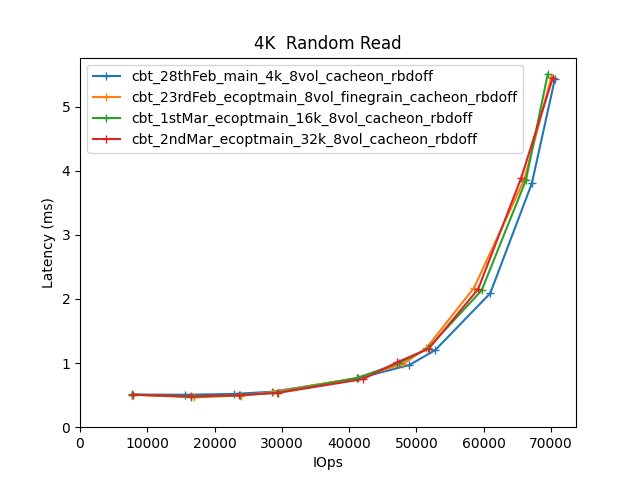 4K  Random Read
cbt_28thFeb_main_4k_8vol_cacheon_rbdoff
cbt_23rdFeb_ecoptmain_8vol_finegrain_cacheon_rbdoff
cbt_1stMar_ecoptmain_16k_8vol_cacheon_rbdoff
cbt_2ndMar_ecoptmain_32k_8vol_cacheon_rbdoff
Latency (ms)
5
4
3
2
1
0
0 10000 20000 30000 40000 50000 60000 70000
IOps